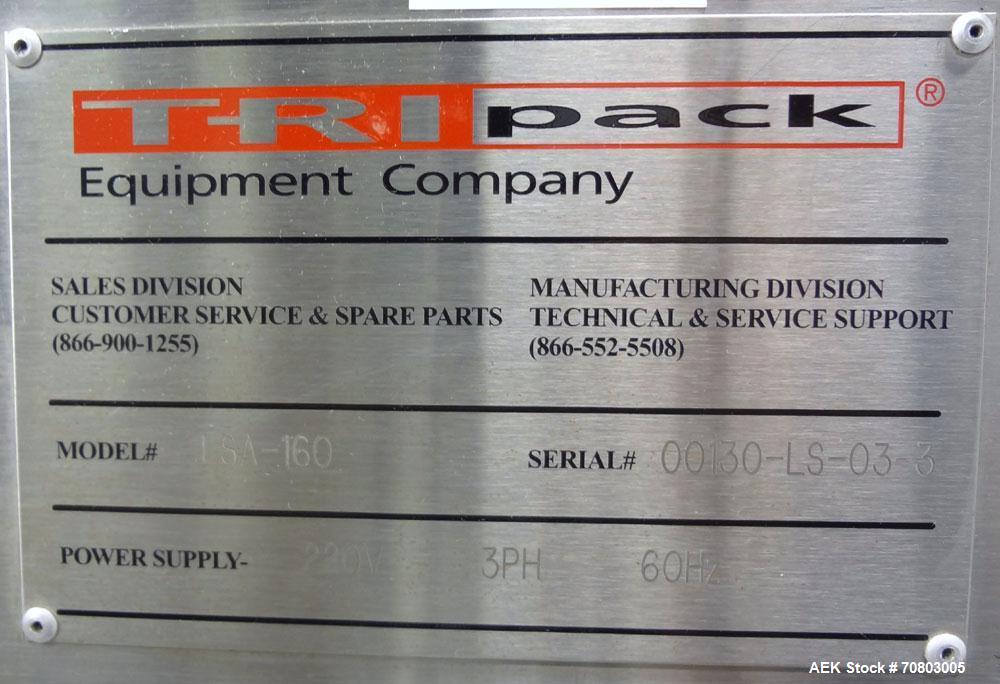 TRIpack®
Equipment Company
SALES DIVISION
CUSTOMER SERVICE & SPARE PARTS
(866-900-1255)
MANUFACTURING DIVISION
TECHNICAL & SERVICE SUPPORT
(866-552-5508)
MODEL# LSA-160
SERIAL# 00130-LS-03-3
POWER SUPPLY- 220V 3PH 60Hz
AEK Stock # 70803005